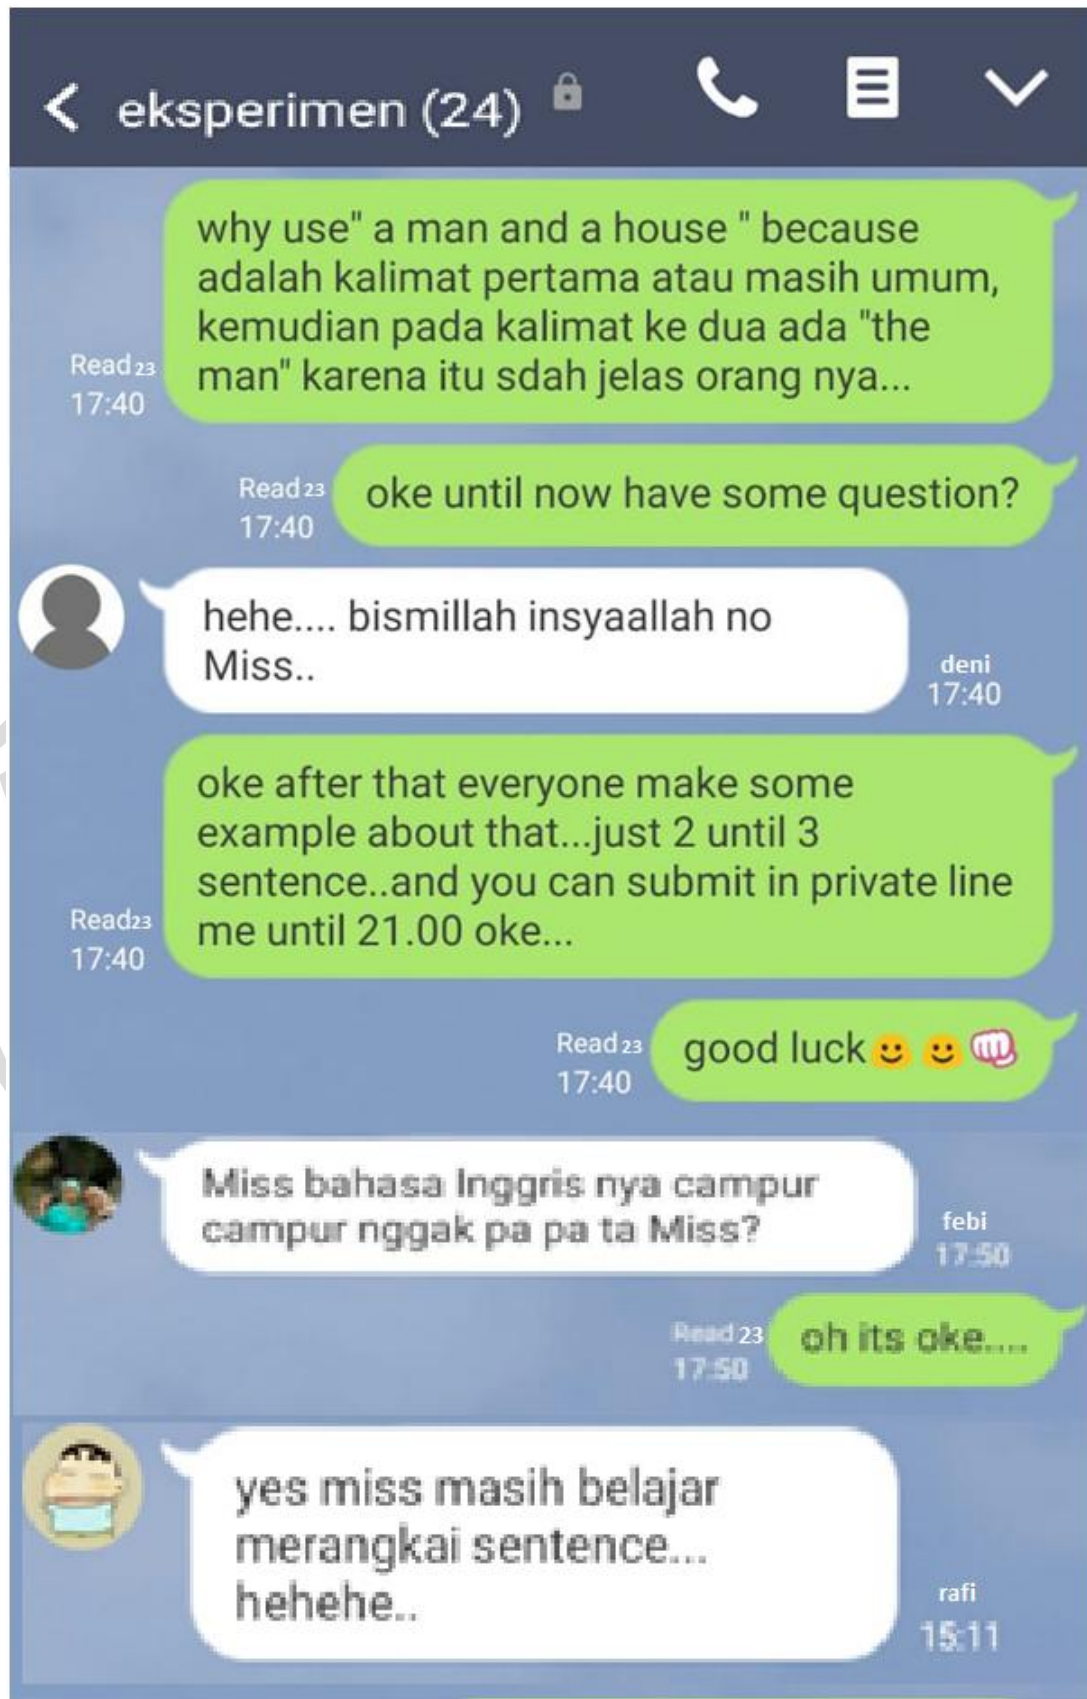 eksperimen (24)
why use" a man and a house " because
adalah kalimat pertama atau masih umum,
kemudian pada kalimat ke dua ada "the
man" karena itu sdah jelas orang nya...
Read 23
17:40
oke until now have some question?
Read 23
17:40
hehe.... bismillah insyaallah no
Miss..
deni
17:40
oke after that everyone make some
example about that...just 2 until 3
sentence..and you can submit in private line
me until 21.00 oke...
Read23
17:40
good luck🙂 🙂 👊
Read 23
17:40
Miss bahasa Inggris nya campur
campur nggak pa pa ta Miss?
febi
17:50
oh its oke....
Read 23
17:50
yes miss masih belajar
merangkai sentence...
hehehe..
rafi
15:11